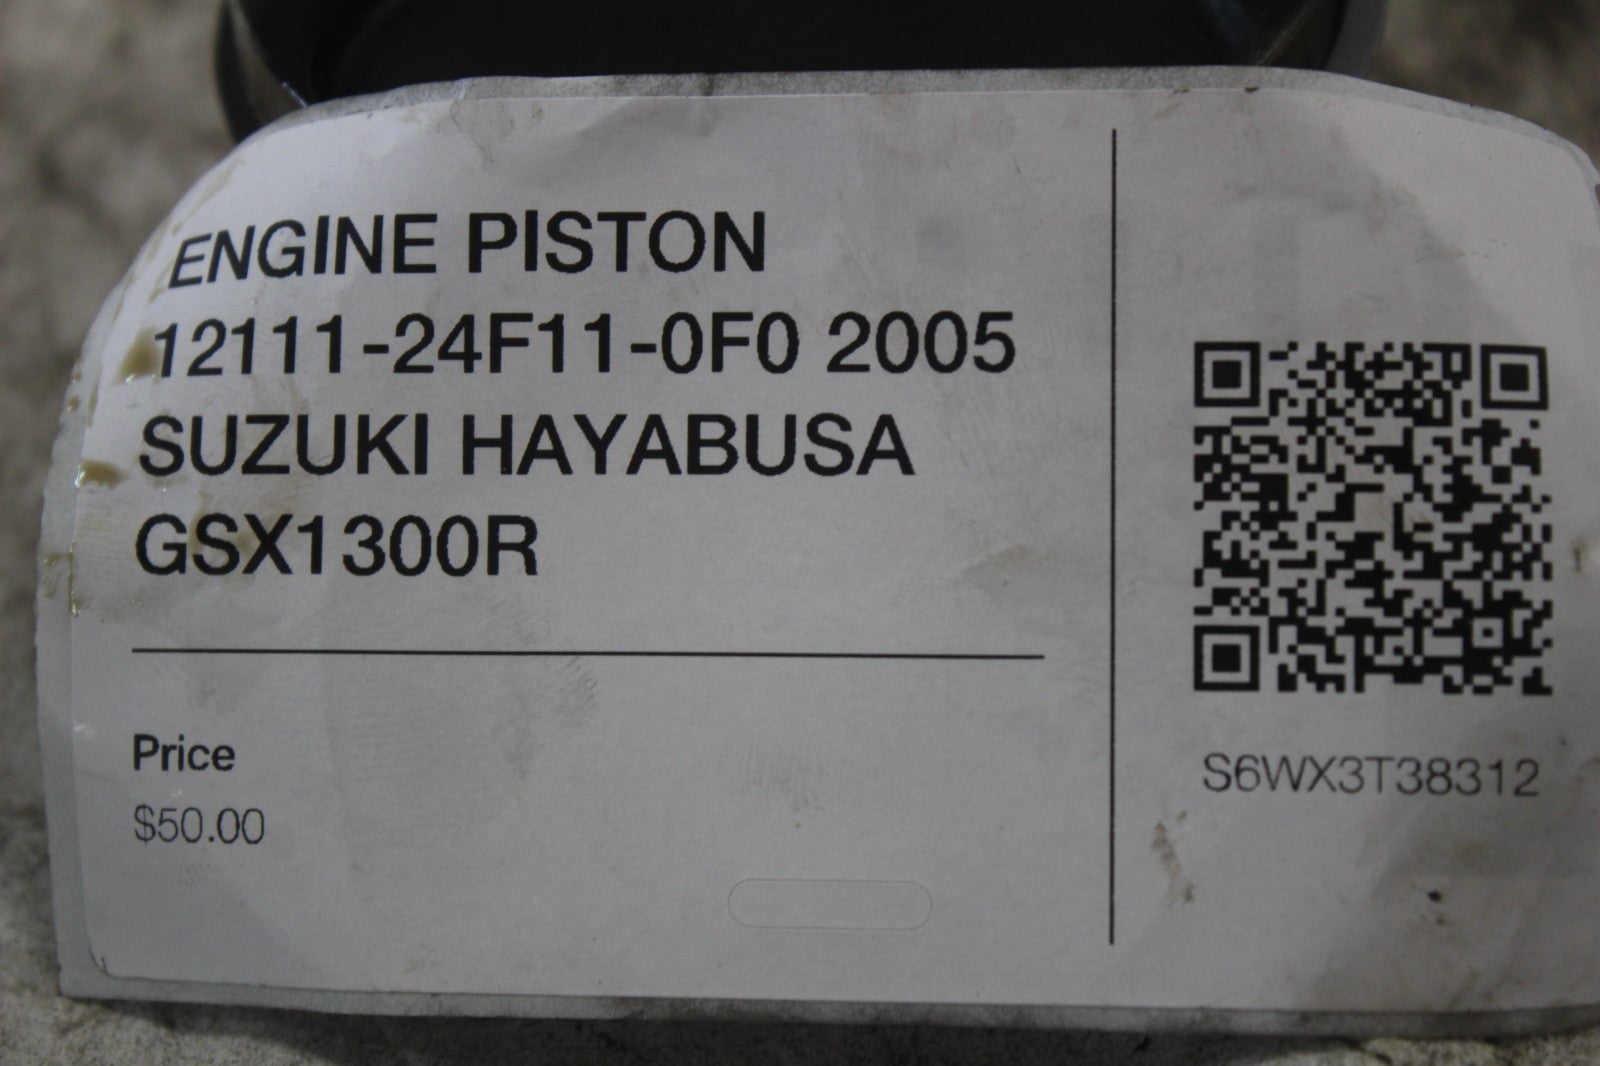 ENGINE PISTON
12111-24F11-0F0 2005
SUZUKI HAYABUSA
GSX1300R
Price
$50.00
S6WX3T38312